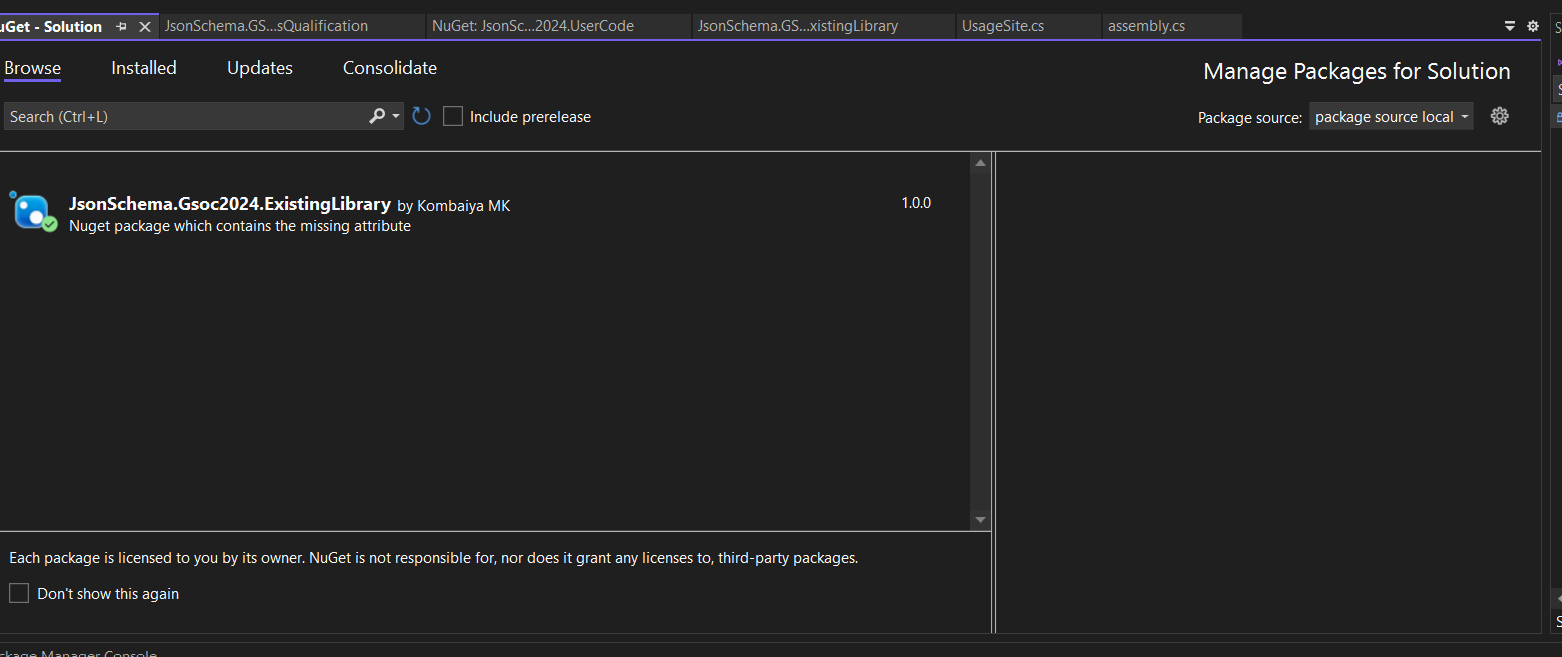 uGet - Solution JsonSchema.GS...sQualification NuGet: JsonSc...2024.UserCode JsonSchema.GS...xistingLibrary UsageSite.cs assembly.cs
Browse Installed Updates Consolidate
Manage Packages for Solution
Search (Ctrl+L) Include prerelease
Package source: package source local
JsonSchema.Gsoc2024.ExistingLibrary by Kombaiya MK 1.0.0
Nuget package which contains the missing attribute
Each package is licensed to you by its owner. NuGet is not responsible for, nor does it grant any licenses to, third-party packages.
Don't show this again
ckage Manager Console